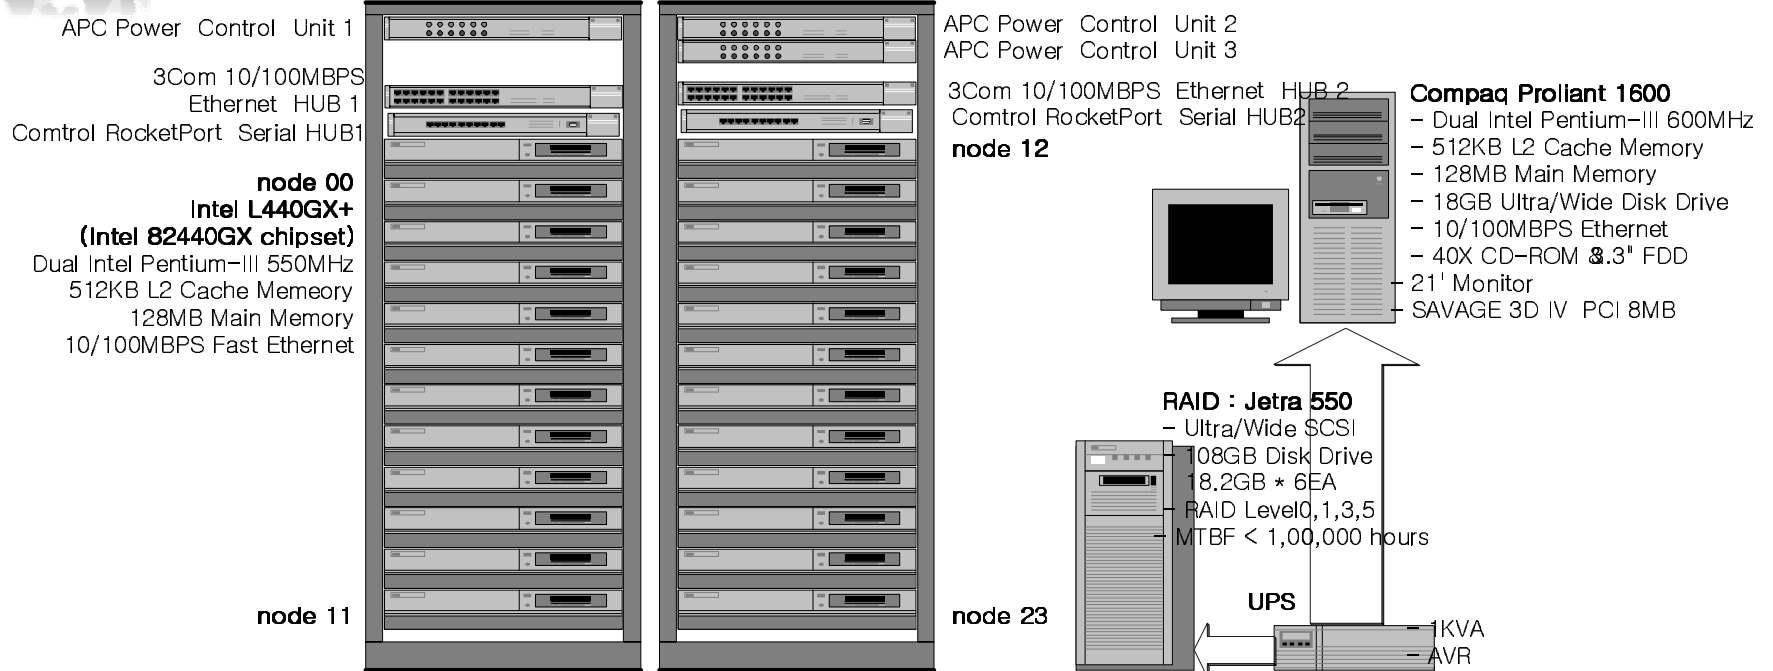 APC Power Control Unit 1
3Com 10/100MBPS
Ethernet HUB 1
Comtrol RocketPort Serial HUB1
node 00
Intel L440GX+
(Intel 82440GX chipset)
Dual Intel Pentium-III 550MHz
512KB L2 Cache Memeory
128MB Main Memory
10/100MBPS Fast Ethernet
node 11
APC Power Control Unit 2
APC Power Control Unit 3
3Com 10/100MBPS Ethernet HUB 2
Comtrol RocketPort Serial HUB2
node 12
node 23
Compaq Proliant 1600
- Dual Intel Pentium-III 600MHz
- 512KB L2 Cache Memory
- 128MB Main Memory
- 18GB Ultra/Wide Disk Drive
- 10/100MBPS Ethernet
- 40X CD-ROM & 3.3" FDD
- 21' Monitor
- SAVAGE 3D IV PCI 8MB
RAID : Jetra 550
- Ultra/Wide SCSI
- 108GB Disk Drive
18.2GB * 6EA
- RAID Level0,1,3,5
- MTBF < 1,00,000 hours
UPS
- 1KVA
- AVR